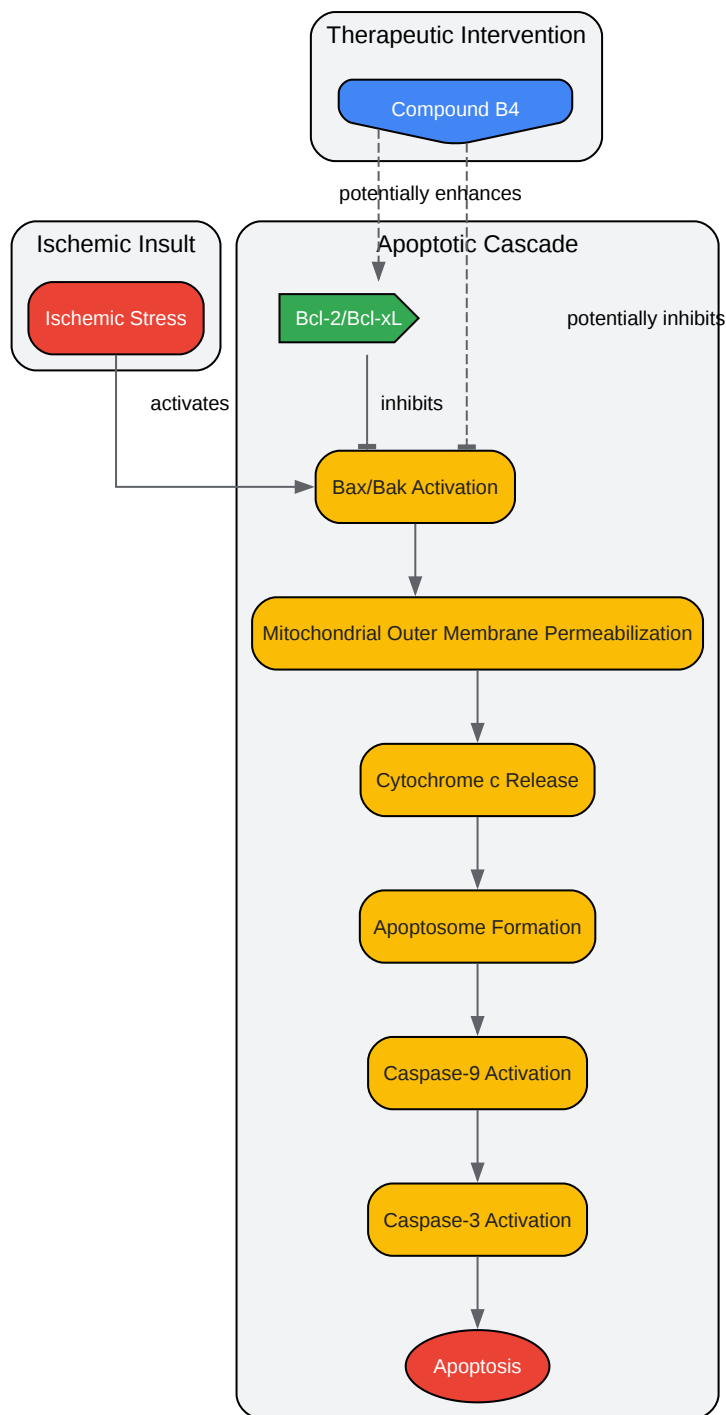 Therapeutic Intervention
Compound B4
potentially enhances
Ischemic Insult
Apoptotic Cascade
Ischemic Stress
Bcl-2/Bcl-xL
potentially inhibits
activates
inhibits
Bax/Bak Activation
Mitochondrial Outer Membrane Permeabilization
Cytochrome c Release
Apoptosome Formation
Caspase-9 Activation
Caspase-3 Activation
Apoptosis